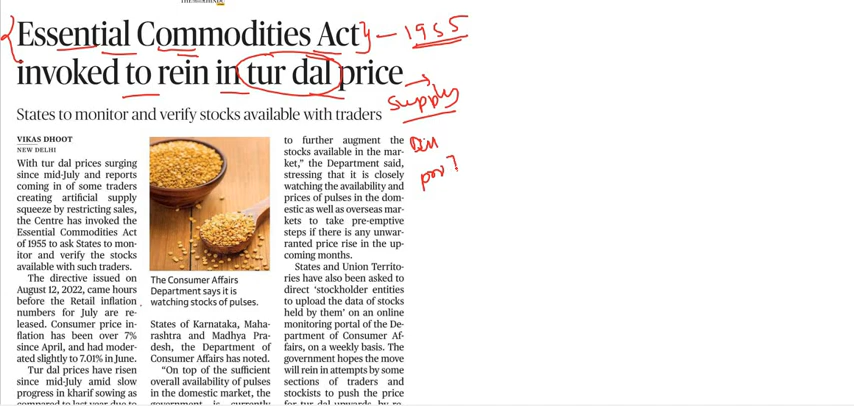 Essential Commodities Act - 1955
invoked to rein in tur dal price →
supply
States to monitor and verify stocks available with traders
VIKAS DHOOT
NEW DELHI
With tur dal prices surging
since mid-July and reports
coming in of some traders
creating artificial supply
squeeze by restricting sales,
the Centre has invoked the
Essential Commodities Act
of 1955 to ask States to mon-
itor and verify the stocks
available with such traders.
The directive issued on
August 12, 2022, came hours
before the Retail inflation
numbers for July are re-
leased. Consumer price in-
flation has been over 7%
since April, and had moder-
ated slightly to 7.01% in June.
Tur dal prices have risen
since mid-July amid slow
progress in kharif sowing as
compared to last year due to
The Consumer Affairs
Department says it is
watching stocks of pulses.
States of Karnataka, Maha-
rashtra and Madhya Pra-
desh, the Department of
Consumer Affairs has noted.
“On top of the sufficient
overall availability of pulses
in the domestic market, the
government is currently
to further augment the
stocks available in the mar-
ket,” the Department said,
stressing that it is closely
watching the availability and
prices of pulses in the dom-
estic as well as overseas mar-
kets to take pre-emptive
steps if there is any unwar-
ranted price rise in the up-
coming months.
States and Union Territo-
ries have also been asked to
direct ‘stockholder entities
to upload the data of stocks
held by them’ on an online
monitoring portal of the De-
partment of Consumer Af-
fairs, on a weekly basis. The
government hopes the move
will rein in attempts by some
sections of traders and
stockists to push the price
for tur dal upwards, by re-